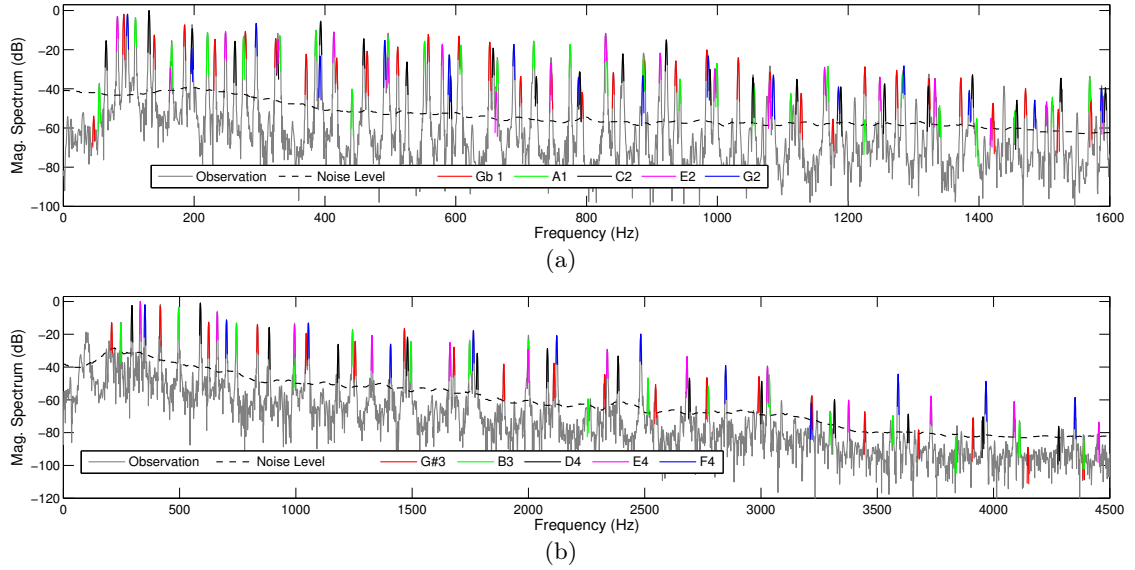 0
−20
−40
−60
−80
−100
Mag. Spectrum (dB)
Observation Noise Level Gb 1 A1 C2 E2 G2
0 200 400 600 800 1000 1200 1400 1600
Frequency (Hz)
(a)
0
−20
−40
−60
−80
−100
−120
Mag. Spectrum (dB)
Observation Noise Level G#3 B3 D4 E4 F4
0 500 1000 1500 2000 2500 3000 3500 4000 4500
Frequency (Hz)
(b)